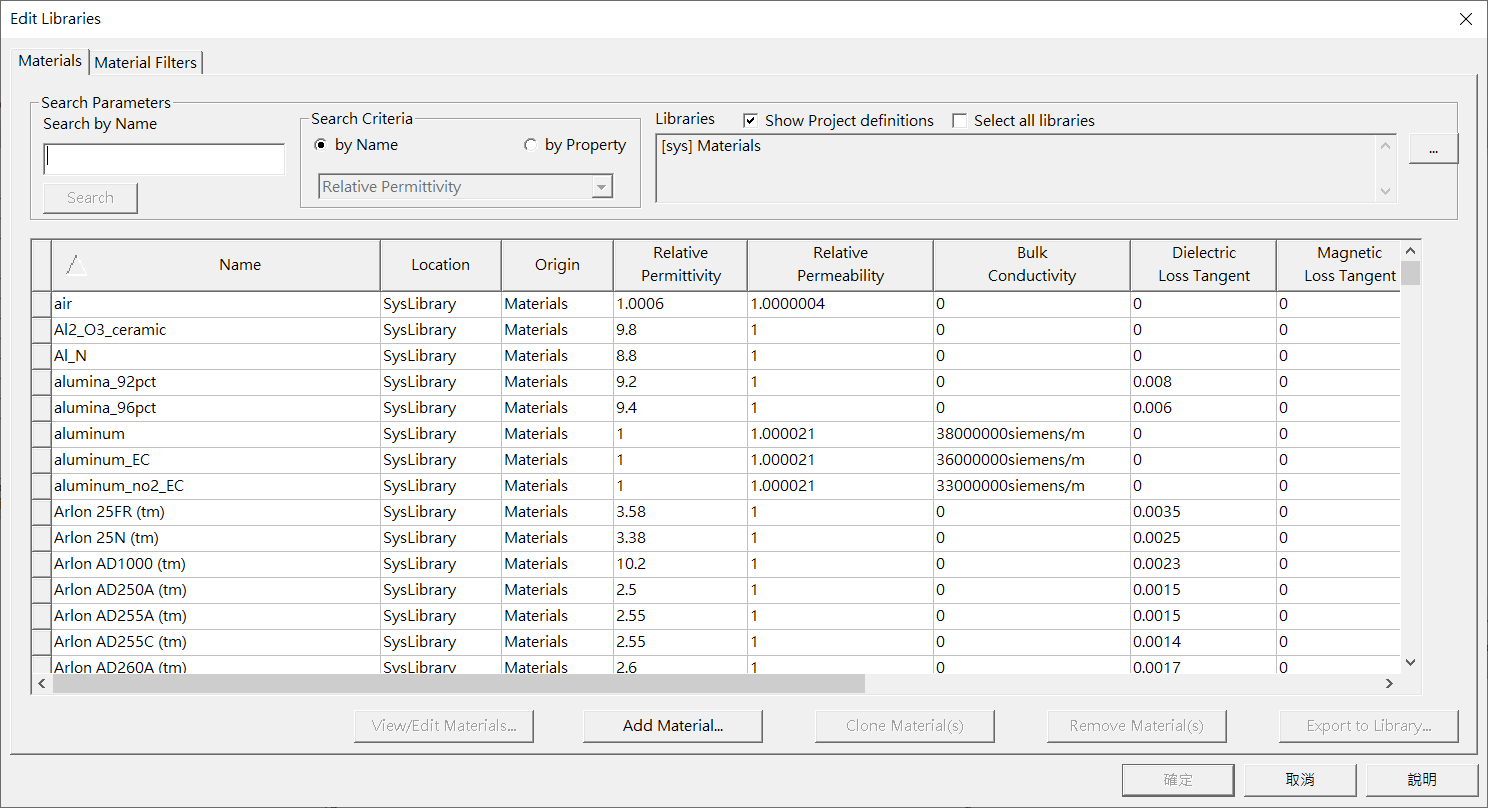 Edit Libraries
Materials Material Filters
Search Parameters
Search by Name
Search
Search Criteria
by Name by Property
Relative Permittivity
Libraries Show Project definitions Select all libraries
[sys] Materials
...
Name Location Origin Relative Permittivity Relative Permeability Bulk Conductivity Dielectric Loss Tangent Magnetic Loss Tangent
air SysLibrary Materials 1.0006 1.0000004 0 0 0
Al2_O3_ceramic SysLibrary Materials 9.8 1 0 0 0
Al_N SysLibrary Materials 8.8 1 0 0 0
alumina_92pct SysLibrary Materials 9.2 1 0 0.008 0
alumina_96pct SysLibrary Materials 9.4 1 0 0.006 0
aluminum SysLibrary Materials 1 1.000021 38000000siemens/m 0 0
aluminum_EC SysLibrary Materials 1 1.000021 36000000siemens/m 0 0
aluminum_no2_EC SysLibrary Materials 1 1.000021 33000000siemens/m 0 0
Arlon 25FR (tm) SysLibrary Materials 3.58 1 0 0.0035 0
Arlon 25N (tm) SysLibrary Materials 3.38 1 0 0.0025 0
Arlon AD1000 (tm) SysLibrary Materials 10.2 1 0 0.0023 0
Arlon AD250A (tm) SysLibrary Materials 2.5 1 0 0.0015 0
Arlon AD255A (tm) SysLibrary Materials 2.55 1 0 0.0015 0
Arlon AD255C (tm) SysLibrary Materials 2.55 1 0 0.0014 0
Arlon AD260A (tm) SysLibrary Materials 2.6 1 0 0.0017 0
View/Edit Materials... Add Material... Clone Material(s) Remove Material(s) Export to Library...
確定 取消 說明